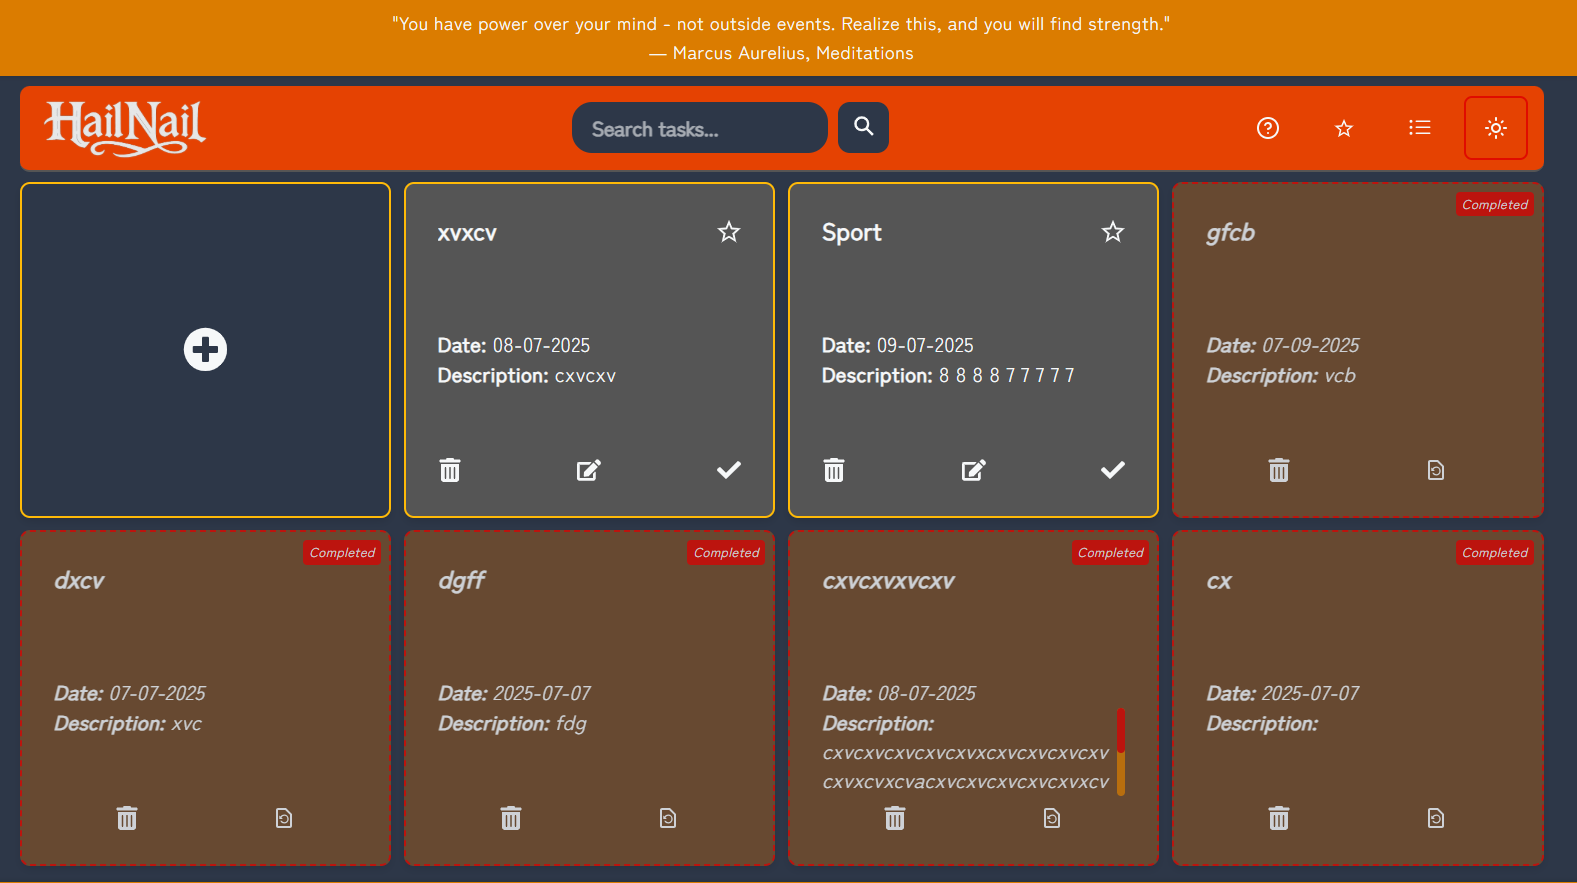 "You have power over your mind - not outside events. Realize this, and you will find strength."
— Marcus Aurelius, Meditations
HailNail
Search tasks...
xvxcv
Date: 08-07-2025
Description: cxvcxv
Sport
Date: 09-07-2025
Description: 8 8 8 8 7 7 7 7 7
Completed
gfcb
Date: 07-09-2025
Description: vcb
Completed
dxcv
Date: 07-07-2025
Description: xvc
Completed
dgff
Date: 2025-07-07
Description: fdg
Completed
cxvcxvxvcxv
Date: 08-07-2025
Description:
cxvcxvcxvcxvcxvxcxvcxvcxvcxv
cxvxcvxcvacxvcxvcxvcxvcxvxcv
Completed
cx
Date: 2025-07-07
Description: